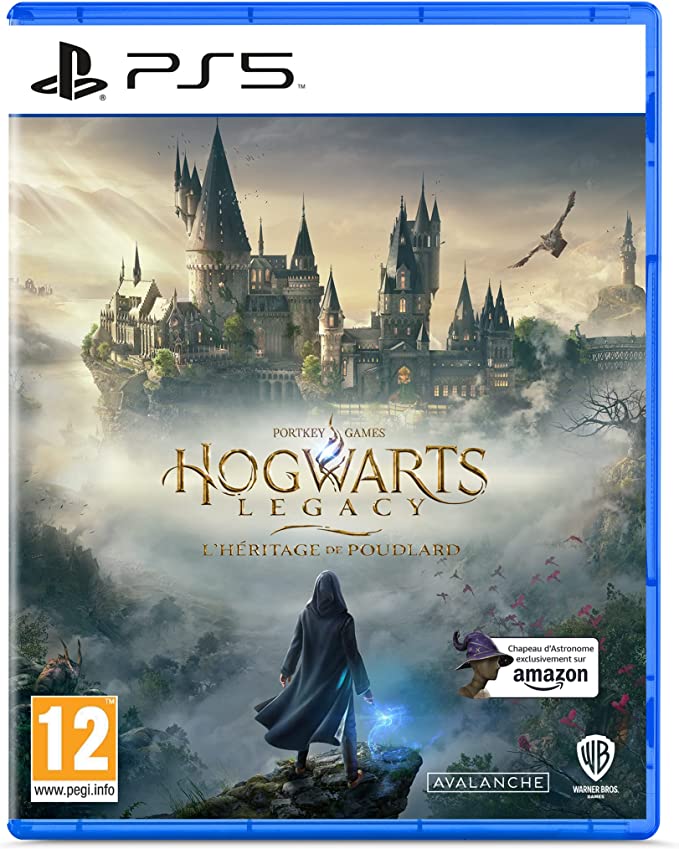 PS5
PORTKEY GAMES
HOGWARTS
LEGACY
L'HÉRITAGE DE POUDLARD
Chapeau d'Astronome
exclusivement sur
amazon
12
www.pegi.info
AVALANCHE
WB
WARNER BROS.
GAMES